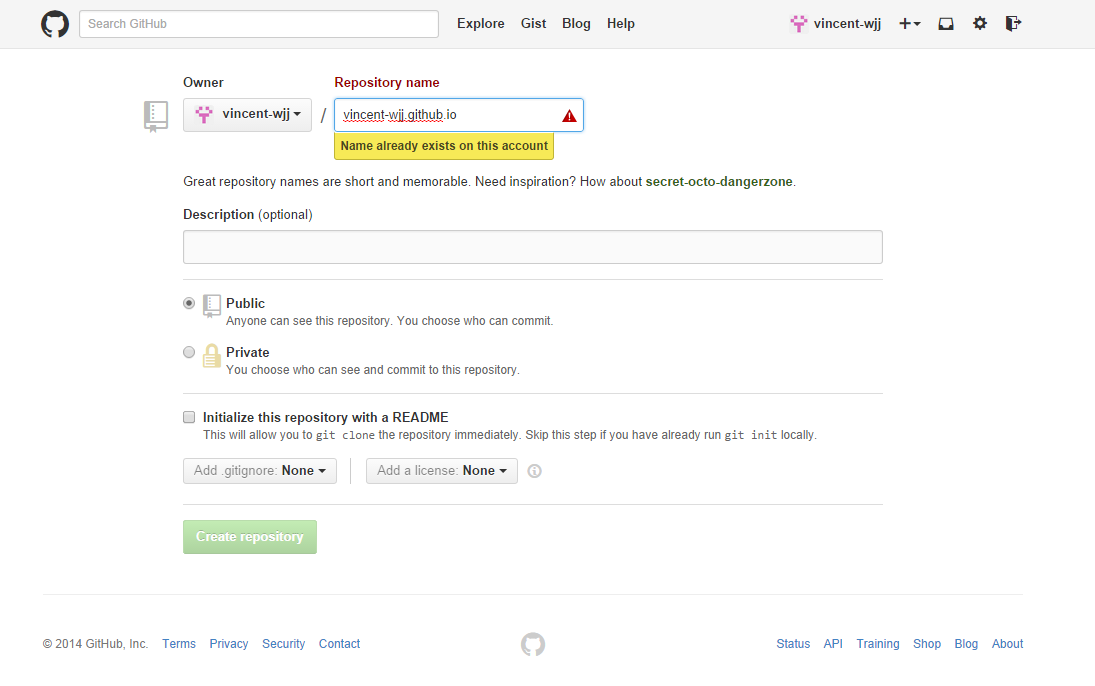 Search GitHub Explore Gist Blog Help vincent-wjj
Owner Repository name
vincent-wjj / vincent-wjj.github.io
Name already exists on this account
Great repository names are short and memorable. Need inspiration? How about secret-octo-dangerzone.
Description (optional)
Public
Anyone can see this repository. You choose who can commit.
Private
You choose who can see and commit to this repository.
Initialize this repository with a README
This will allow you to git clone the repository immediately. Skip this step if you have already run git init locally.
Add .gitignore: None Add a license: None
Create repository
© 2014 GitHub, Inc. Terms Privacy Security Contact Status API Training Shop Blog About